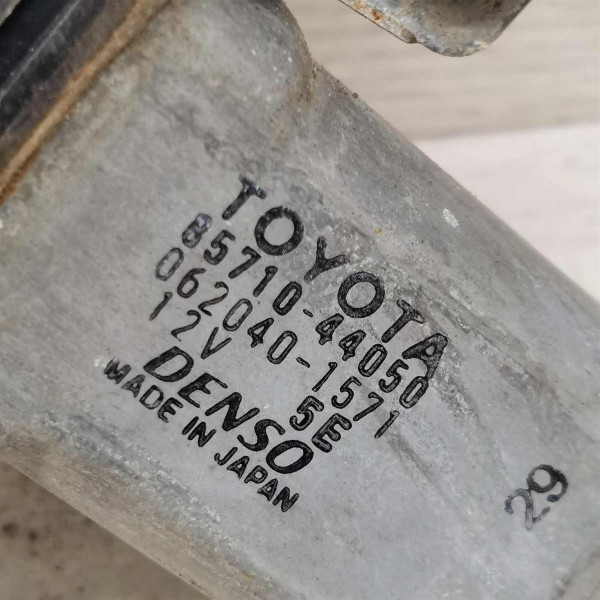 TOYOTA
85710-44050
062040-1571
12V 5E
DENSO
MADE IN JAPAN
29